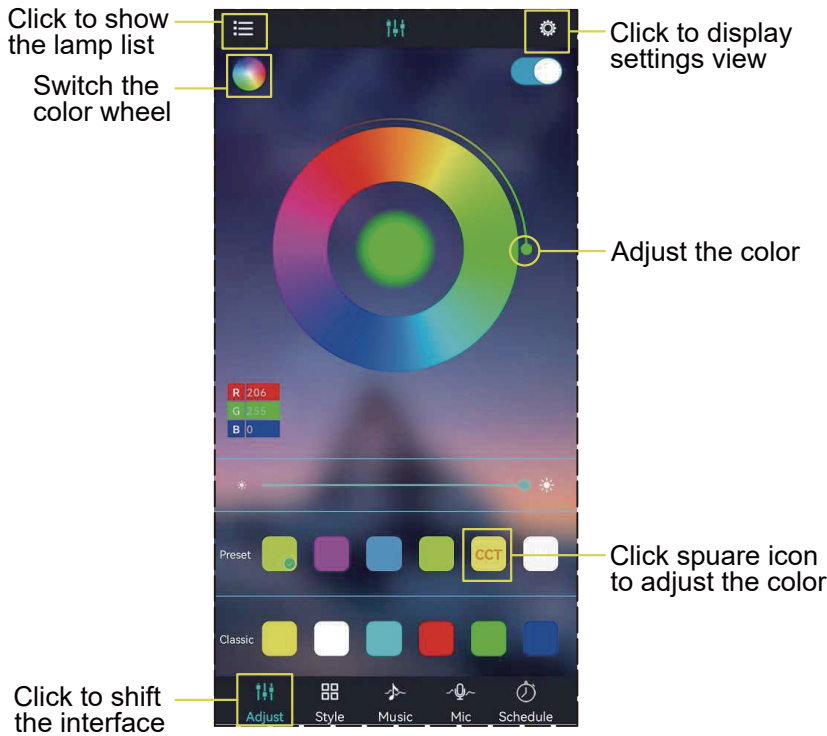 Click to show
the lamp list
Click to display
settings view
Switch the
color wheel
Adjust the color
R 206
G 255
B 0
Preset
CCT
Click spuare icon
to adjust the color
Classic
Click to shift
the interface
Adjust Style Music Mic Schedule